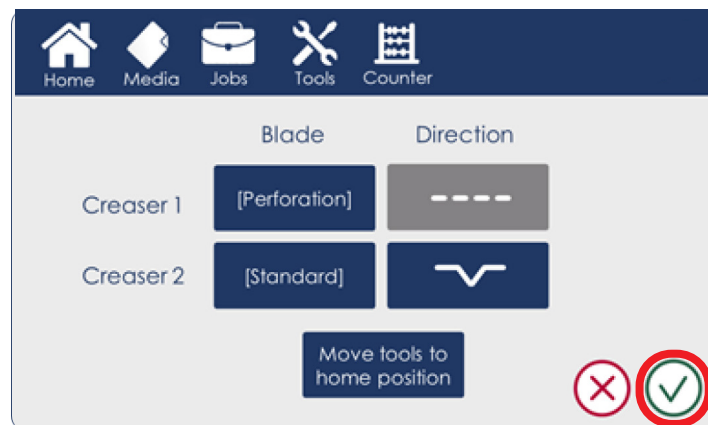 Home Media Jobs Tools Counter
Blade Direction
Creaser 1 [Perforation]
Creaser 2 [Standard]
Move tools to
home position